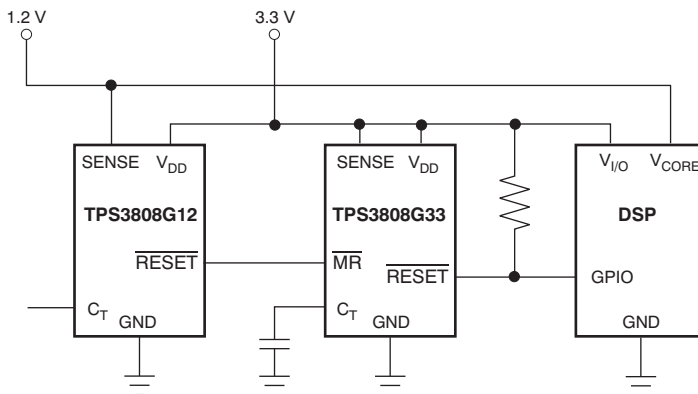 1.2 V 3.3 V
SENSE V_DD SENSE V_DD V_I/O V_CORE
TPS3808G12 TPS3808G33 DSP
RESET MR RESET GPIO
C_T GND C_T GND GND